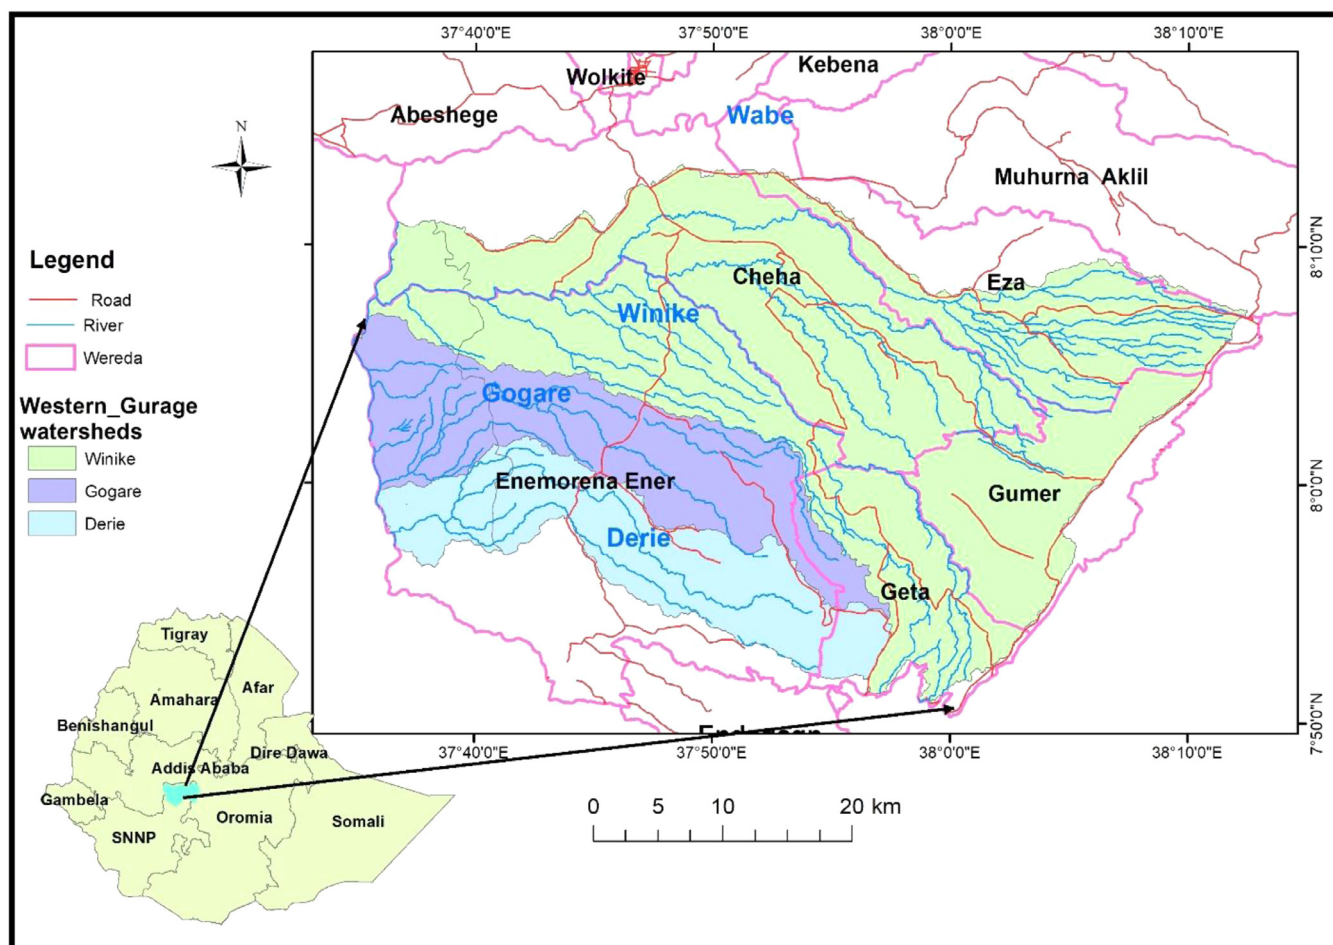 37°40'0"E
37°50'0"E
38°0'0"E
38°10'0"E
Kebena
Wolkite
Abeshege
Wabe
N
Muhurna Aklil
8°10'0"N
Legend
Road
River
Wereda
Cheha
Eza
Winike
Gogare
Western_Gurage
watersheds
Winike
Gogare
Derie
Enemorena Ener
Gumer
8°0'0"N
Derie
Geta
7°50'0"N
37°40'0"E
37°50'0"E
38°0'0"E
38°10'0"E
Tigray
Afar
Amahara
Benishangul
Dire Dawa
Addis Ababa
Gambela
Oromia
SNNP
Somali
0 5 10 20 km